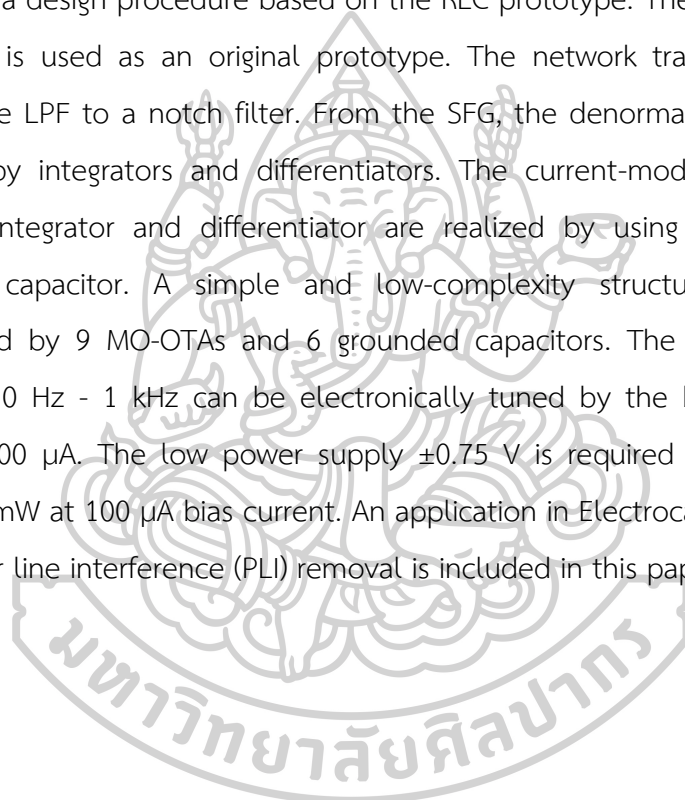 a design procedure based on the RLC prototype. The
is used as an original prototype. The network tra
e LPF to a notch filter. From the SFG, the denorma
by integrators and differentiators. The current-mod
ntegrator and differentiator are realized by using
capacitor. A simple and low-complexity structu
d by 9 MO-OTAs and 6 grounded capacitors. The
0 Hz - 1 kHz can be electronically tuned by the
00 µA. The low power supply ±0.75 V is required
mW at 100 µA bias current. An application in Electroca
r line interference (PLI) removal is included in this pap
มหาวิทยาลัยศิลปากร